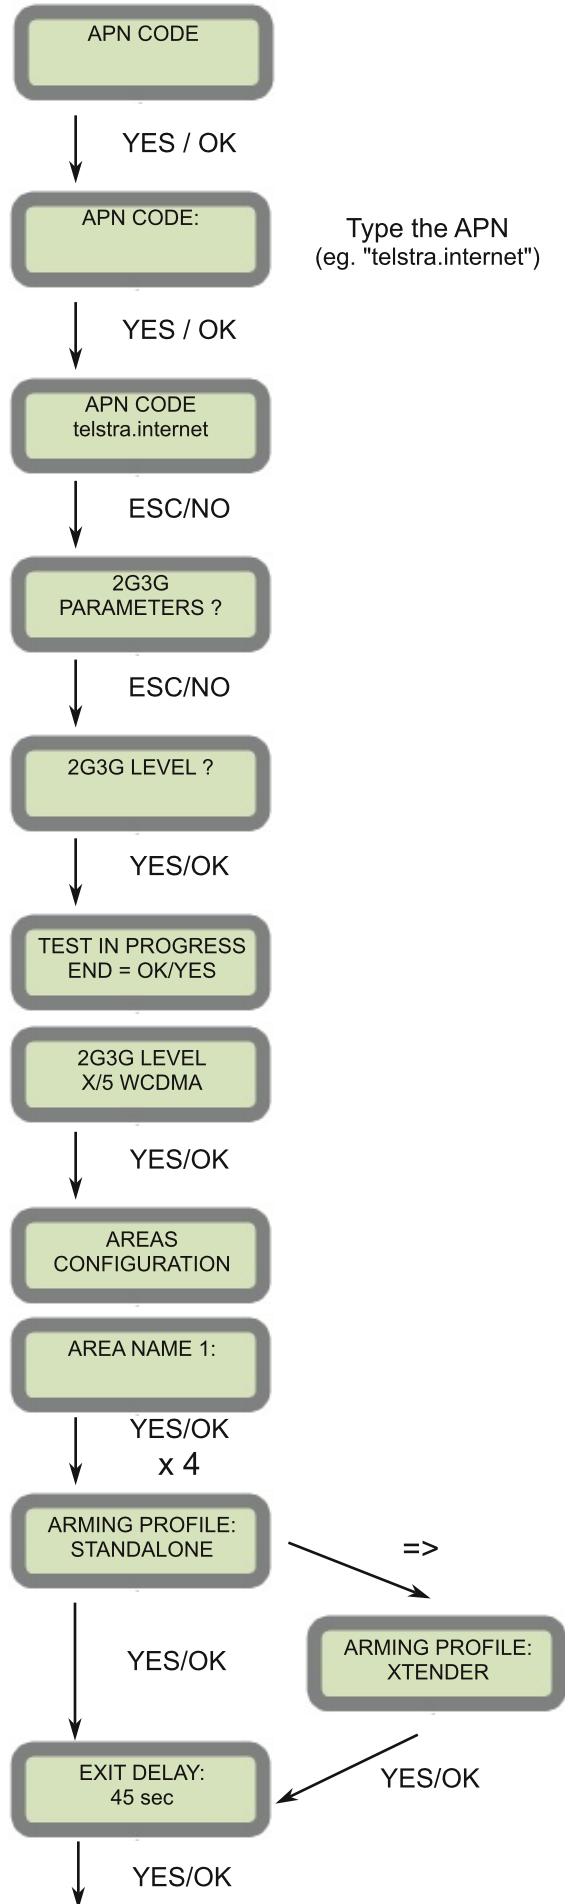 APN CODE
YES / OK
APN CODE:
Type the APN
(eg. "telstra.internet")
YES / OK
APN CODE
telstra.internet
ESC/NO
2G3G
PARAMETERS ?
ESC/NO
2G3G LEVEL ?
YES/OK
TEST IN PROGRESS
END = OK/YES
2G3G LEVEL
X/5 WCDMA
YES/OK
AREAS
CONFIGURATION
AREA NAME 1:
YES/OK
x 4
ARMING PROFILE:
STANDALONE
=>
ARMING PROFILE:
XTENDER
YES/OK
EXIT DELAY:
45 sec
YES/OK
YES/OK